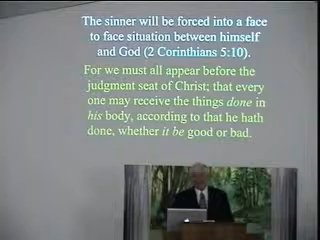 The sinner will be forced into a face
to face situation between himself
and God (2 Corinthians 5:10).
For we must all appear before the
judgment seat of Christ; that every
one may receive the things done in
his body, according to that he hath
done, whether it be good or bad.